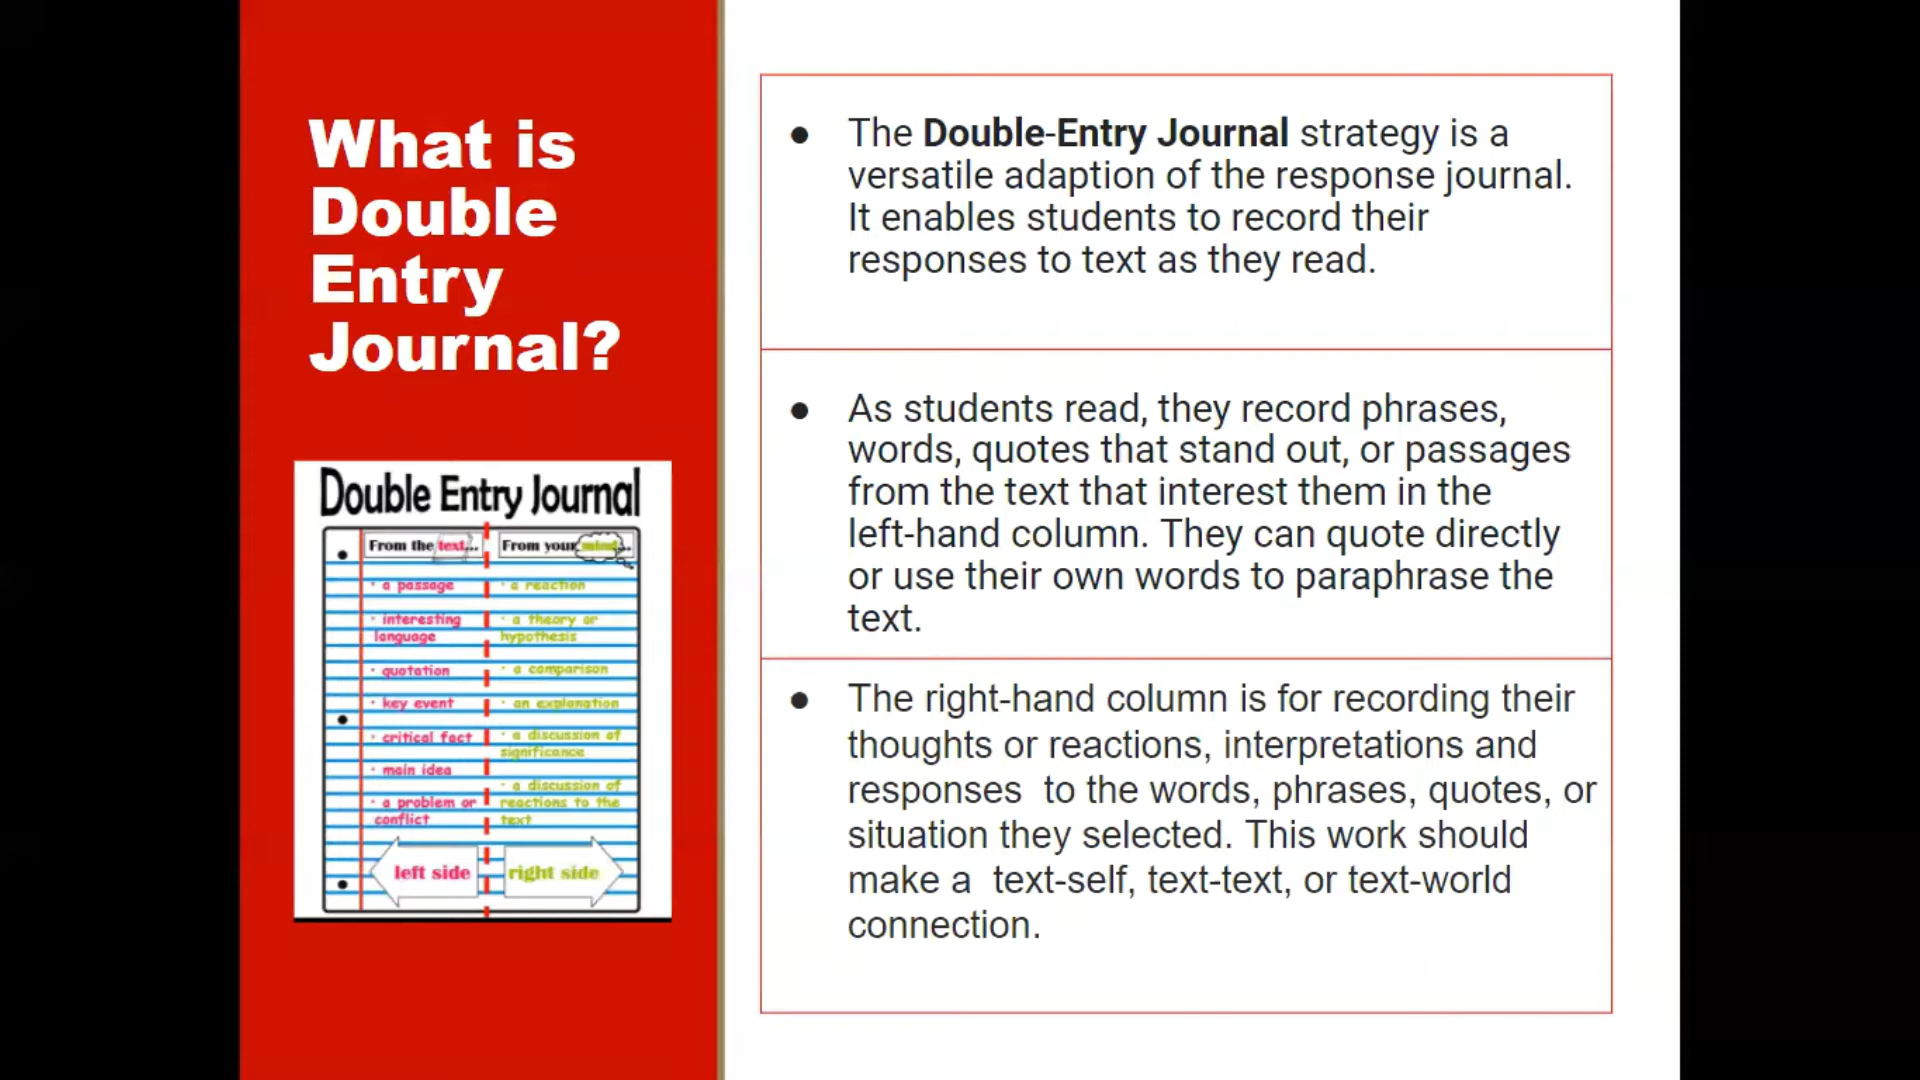 What is
Double
Entry
Journal?
Double Entry Journal
From the text...
From your mind...
· a passage
· interesting
language
· quotation
· key event
· critical fact
· main idea
· a problem or
conflict
· a reaction
· a theory or
hypothesis
· a comparison
· an explanation
· a discussion of
significance
· a discussion of
reactions to the
text
left side
right side
● The Double-Entry Journal strategy is a
versatile adaption of the response journal.
It enables students to record their
responses to text as they read.
● As students read, they record phrases,
words, quotes that stand out, or passages
from the text that interest them in the
left-hand column. They can quote directly
or use their own words to paraphrase the
text.
● The right-hand column is for recording their
thoughts or reactions, interpretations and
responses  to the words, phrases, quotes, or
situation they selected. This work should
make a  text-self, text-text, or text-world
connection.